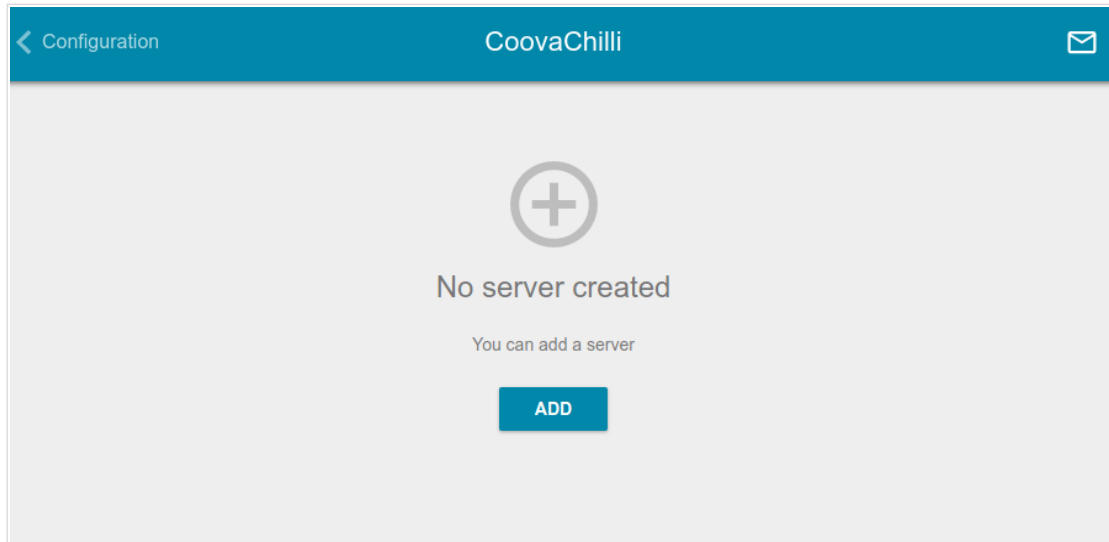 Configuration
CoovaChilli
No server created
You can add a server
ADD